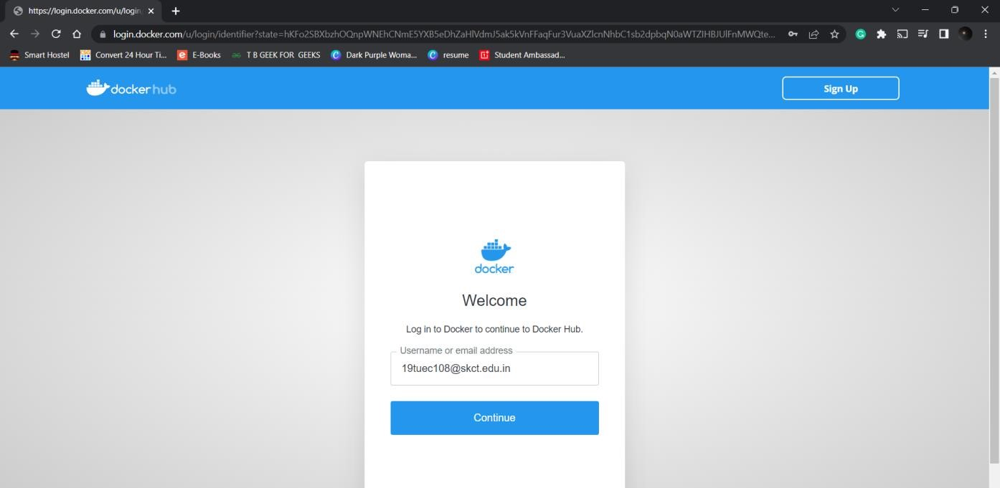 https://login.docker.com/u/login
login.docker.com/u/login/identifier?state=hKFo2SBXbzhOQnpWNEhCNmE5YXB5eDhZaHlVdmJ5ak5kVnFFaqFur3VuaXZlcnNhbC1sb2dpbqN0aWTZIHBJUlFnMWQte...
Smart Hostel Convert 24 Hour Ti... E-Books T B GEEK FOR GEEKS Dark Purple Woma... resume Student Ambassad...
docker hub Sign Up
docker
Welcome
Log in to Docker to continue to Docker Hub.
Username or email address
19tuec108@skct.edu.in
Continue